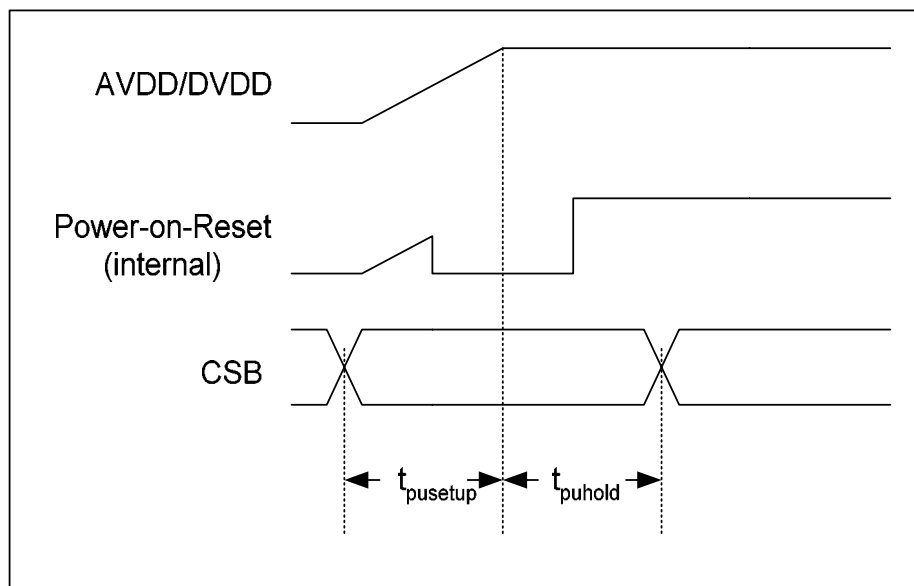 AVDD/DVDD
Power-on-Reset
(internal)
CSB
tpusetup
tpuhold